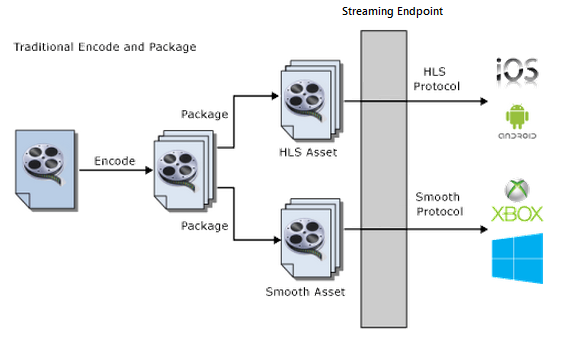 Streaming Endpoint
Traditional Encode and Package
HLS
Protocol
iOS
Package
ANDROID
HLS Asset
Encode
Smooth
Protocol
XBOX
Package
Smooth Asset